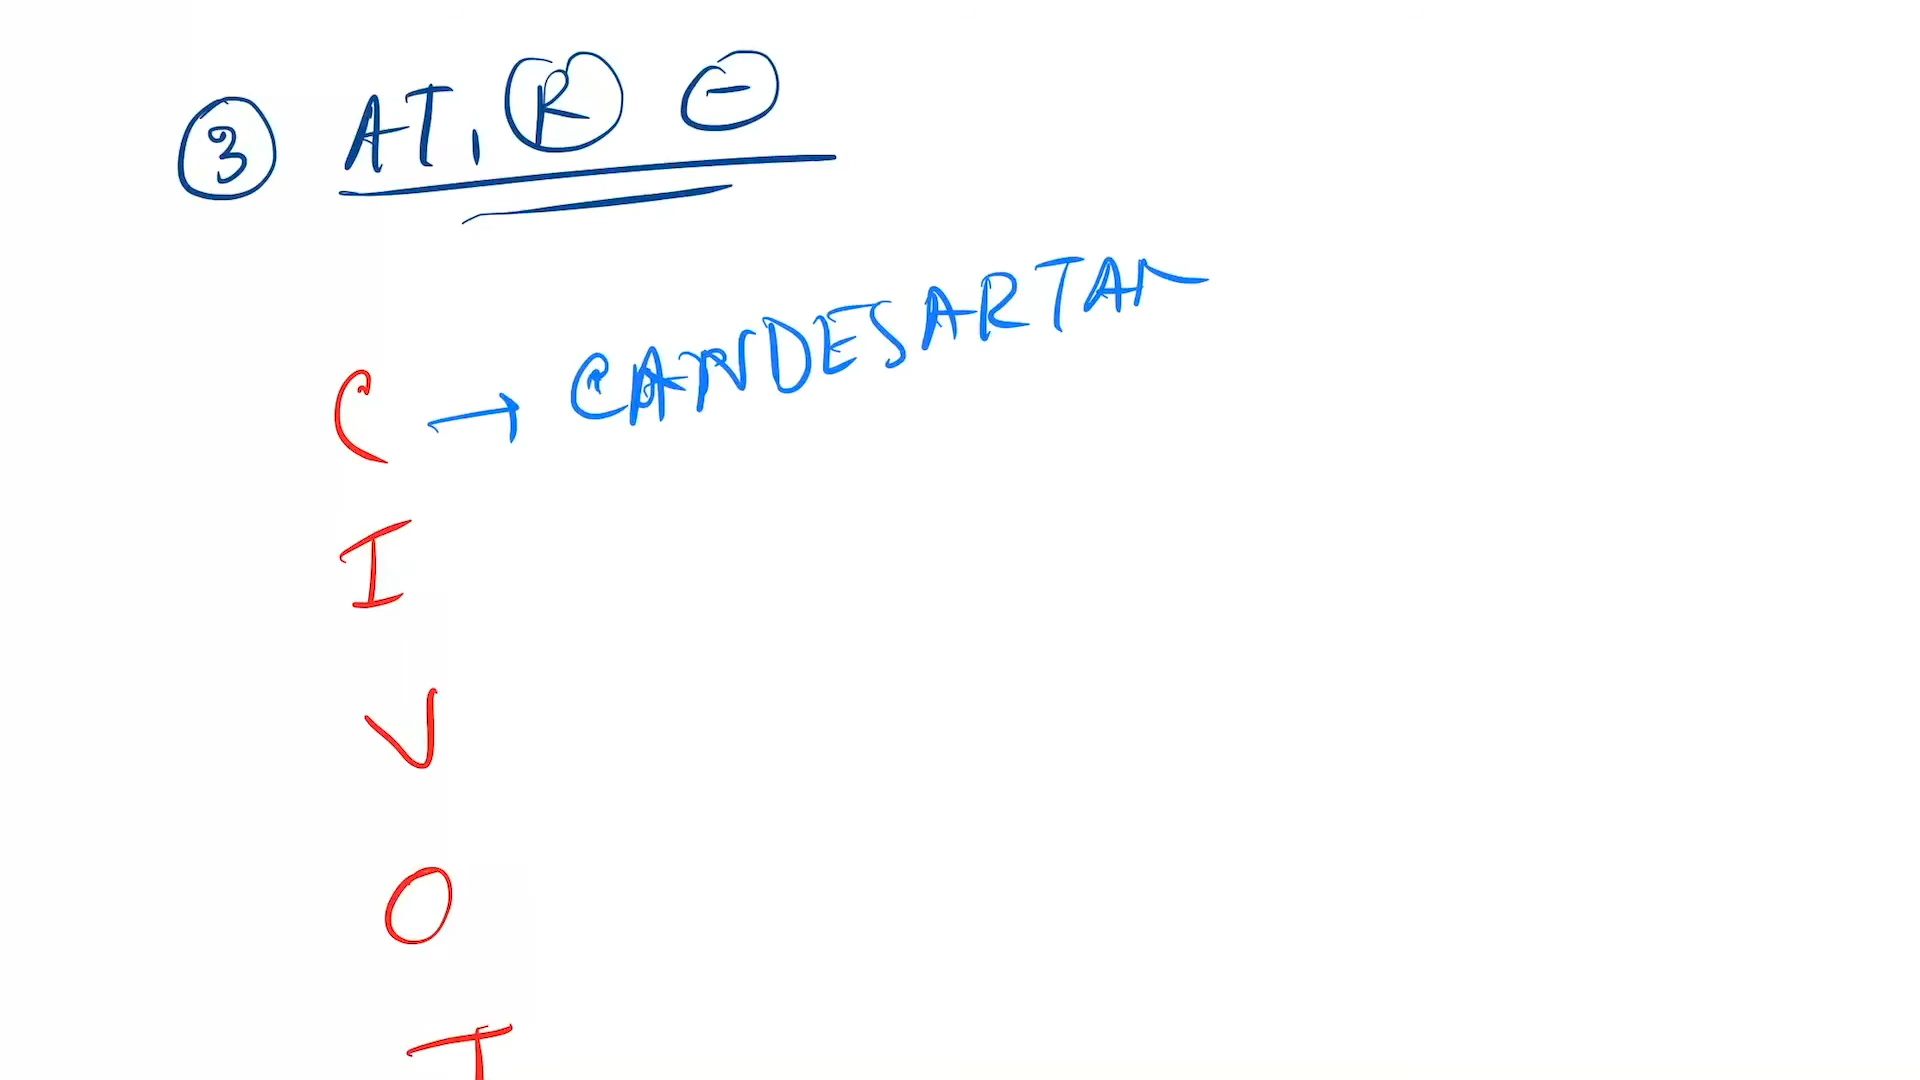 ③ AT₁ R ⊖
C → CANDESARTAN
I
V
O
T